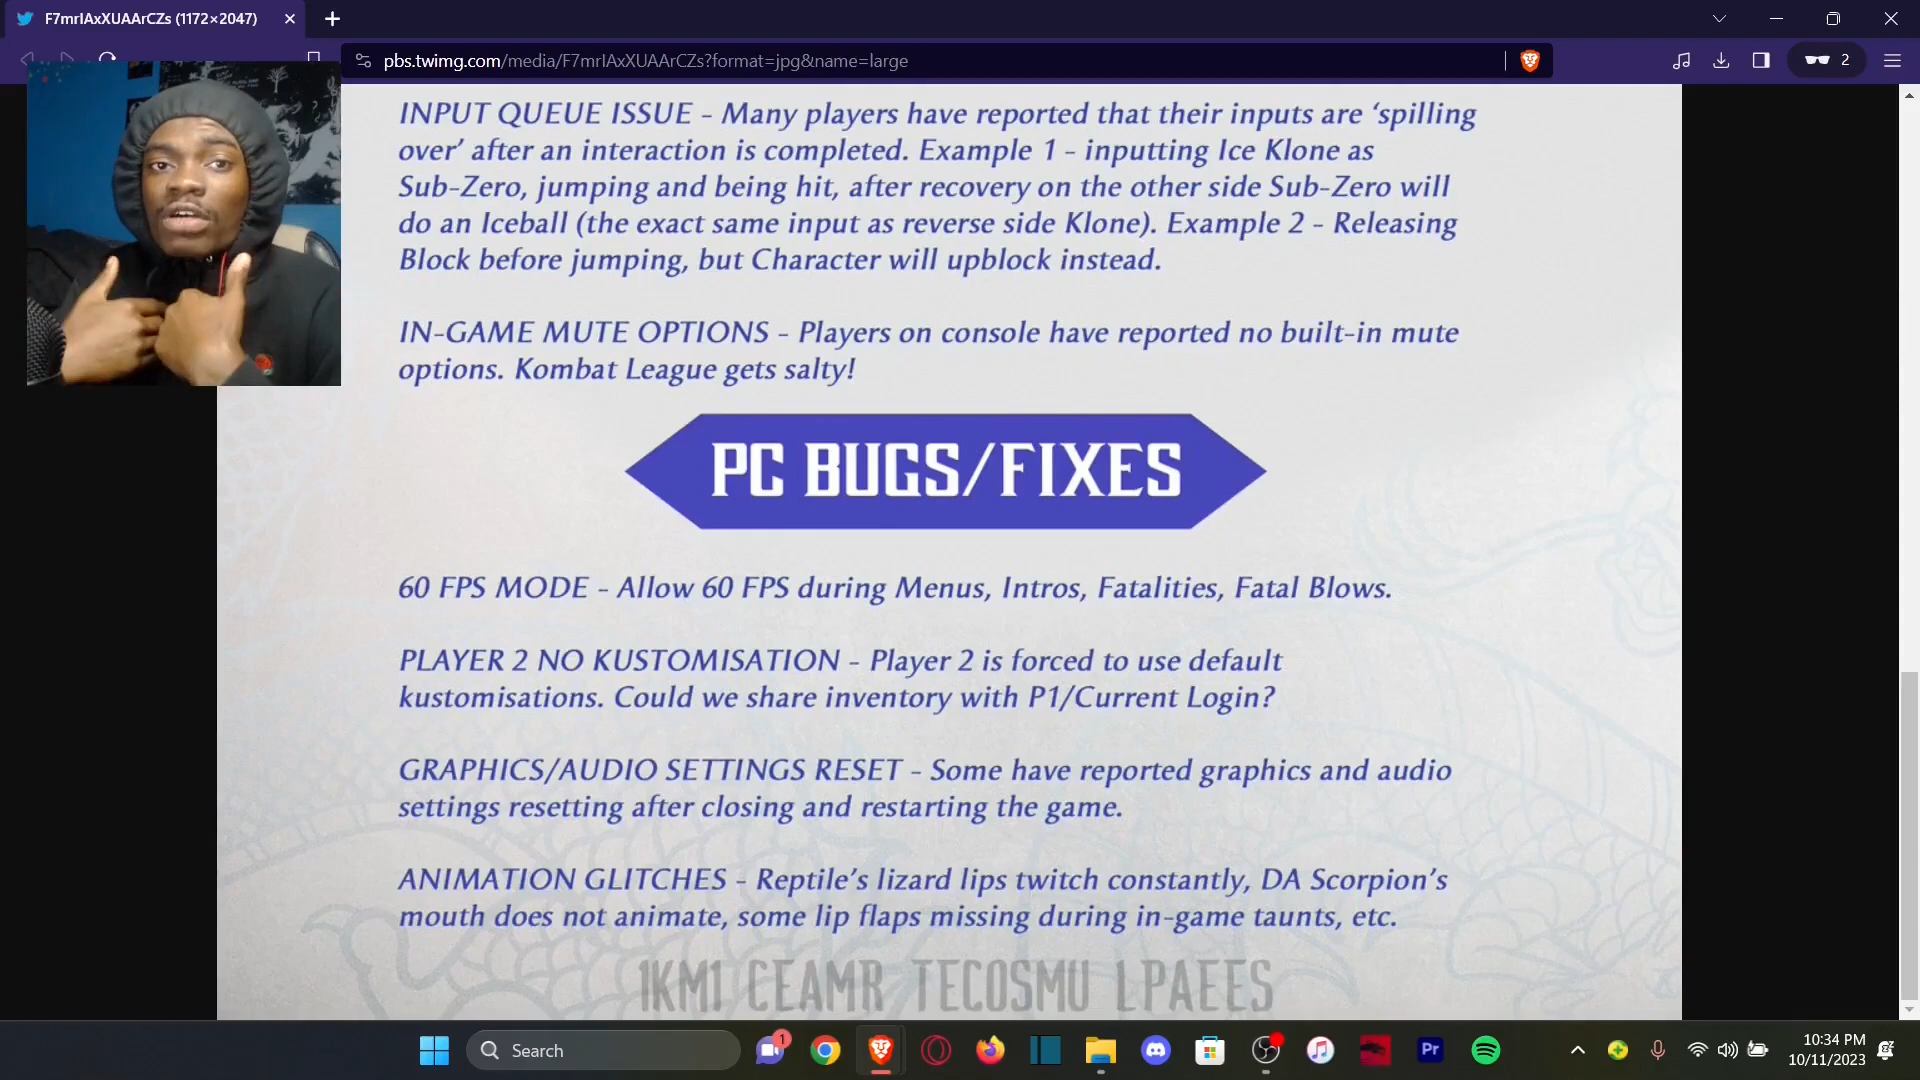 F7mrIAxXUAArCZs (1172×2047)
pbs.twimg.com/media/F7mrIAxXUAArCZs?format=jpg&name=large
2
INPUT QUEUE ISSUE - Many players have reported that their inputs are ‘spilling
over’ after an interaction is completed. Example 1 - inputting Ice Klone as
Sub-Zero, jumping and being hit, after recovery on the other side Sub-Zero will
do an Iceball (the exact same input as reverse side Klone). Example 2 - Releasing
Block before jumping, but Character will upblock instead.
IN-GAME MUTE OPTIONS - Players on console have reported no built-in mute
options. Kombat League gets salty!
PC BUGS/FIXES
60 FPS MODE - Allow 60 FPS during Menus, Intros, Fatalities, Fatal Blows.
PLAYER 2 NO KUSTOMISATION - Player 2 is forced to use default
kustomisations. Could we share inventory with P1/Current Login?
GRAPHICS/AUDIO SETTINGS RESET - Some have reported graphics and audio
settings resetting after closing and restarting the game.
ANIMATION GLITCHES - Reptile’s lizard lips twitch constantly, DA Scorpion’s
mouth does not animate, some lip flaps missing during in-game taunts, etc.
1KM1 CEAMR TECOSMU LPAEES
Search
1
Pr
10:34 PM
10/11/2023